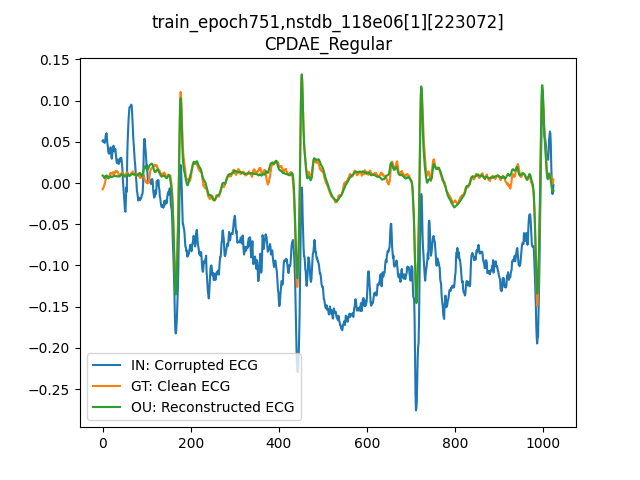 train_epoch751,nstdb_118e06[1][223072]
CPDAE_Regular
0.15
0.10
0.05
0.00
−0.05
−0.10
−0.15
−0.20
−0.25
IN: Corrupted ECG
GT: Clean ECG
OU: Reconstructed ECG
0 200 400 600 800 1000